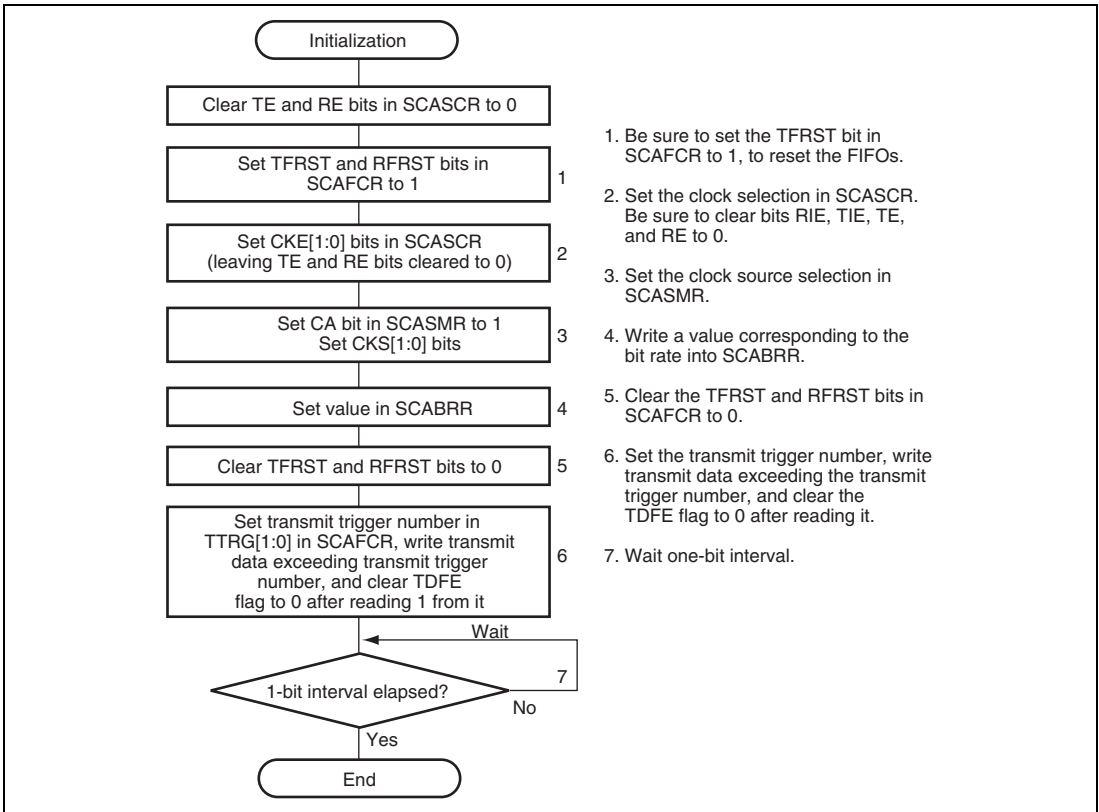 Initialization
Clear TE and RE bits in SCASCR to 0
Set TFRST and RFRST bits in
SCAFCR to 1
1
Set CKE[1:0] bits in SCASCR
(leaving TE and RE bits cleared to 0)
2
Set CA bit in SCASMR to 1
Set CKS[1:0] bits
3
Set value in SCABRR
4
Clear TFRST and RFRST bits to 0
5
Set transmit trigger number in
TTRG[1:0] in SCAFCR, write transmit
data exceeding transmit trigger
number, and clear TDFE
flag to 0 after reading 1 from it
6
Wait
1-bit interval elapsed?
7
No
Yes
End
1. Be sure to set the TFRST bit in
SCAFCR to 1, to reset the FIFOs.
2. Set the clock selection in SCASCR.
Be sure to clear bits RIE, TIE, TE,
and RE to 0.
3. Set the clock source selection in
SCASMR.
4. Write a value corresponding to the
bit rate into SCABRR.
5. Clear the TFRST and RFRST bits in
SCAFCR to 0.
6. Set the transmit trigger number, write
transmit data exceeding the transmit
trigger number, and clear the
TDFE flag to 0 after reading it.
7. Wait one-bit interval.